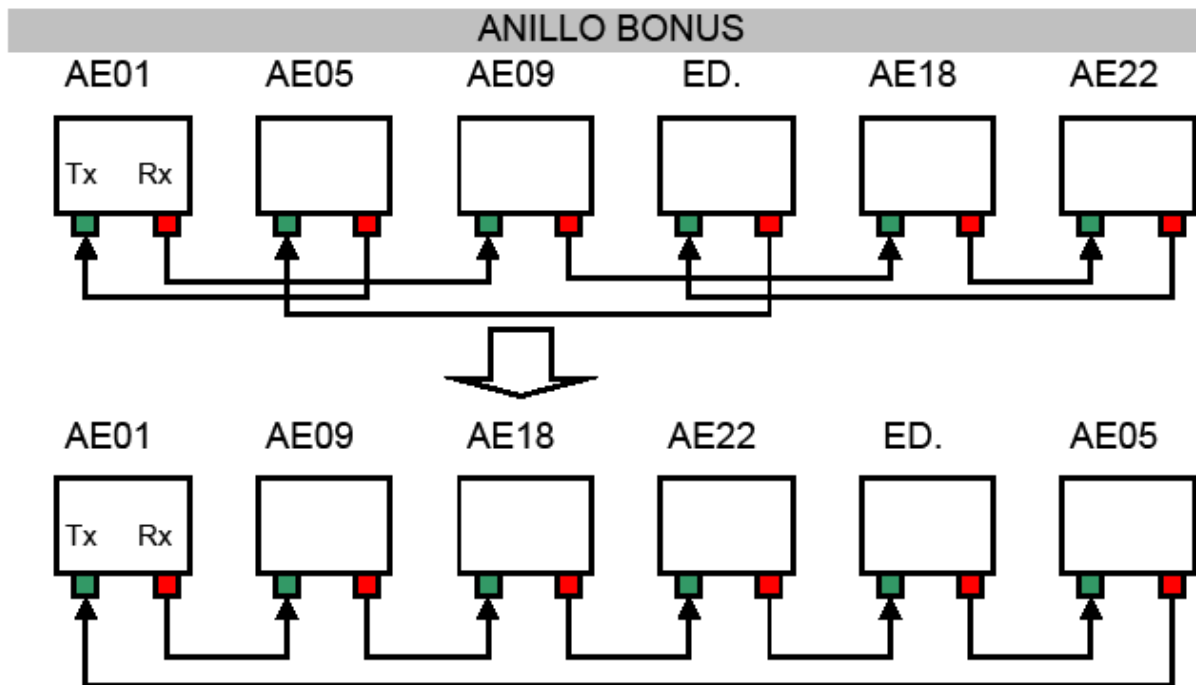 ANILLO BONUS
AE01 AE05 AE09 ED. AE18 AE22
Tx Rx
AE01 AE09 AE18 AE22 ED. AE05
Tx Rx